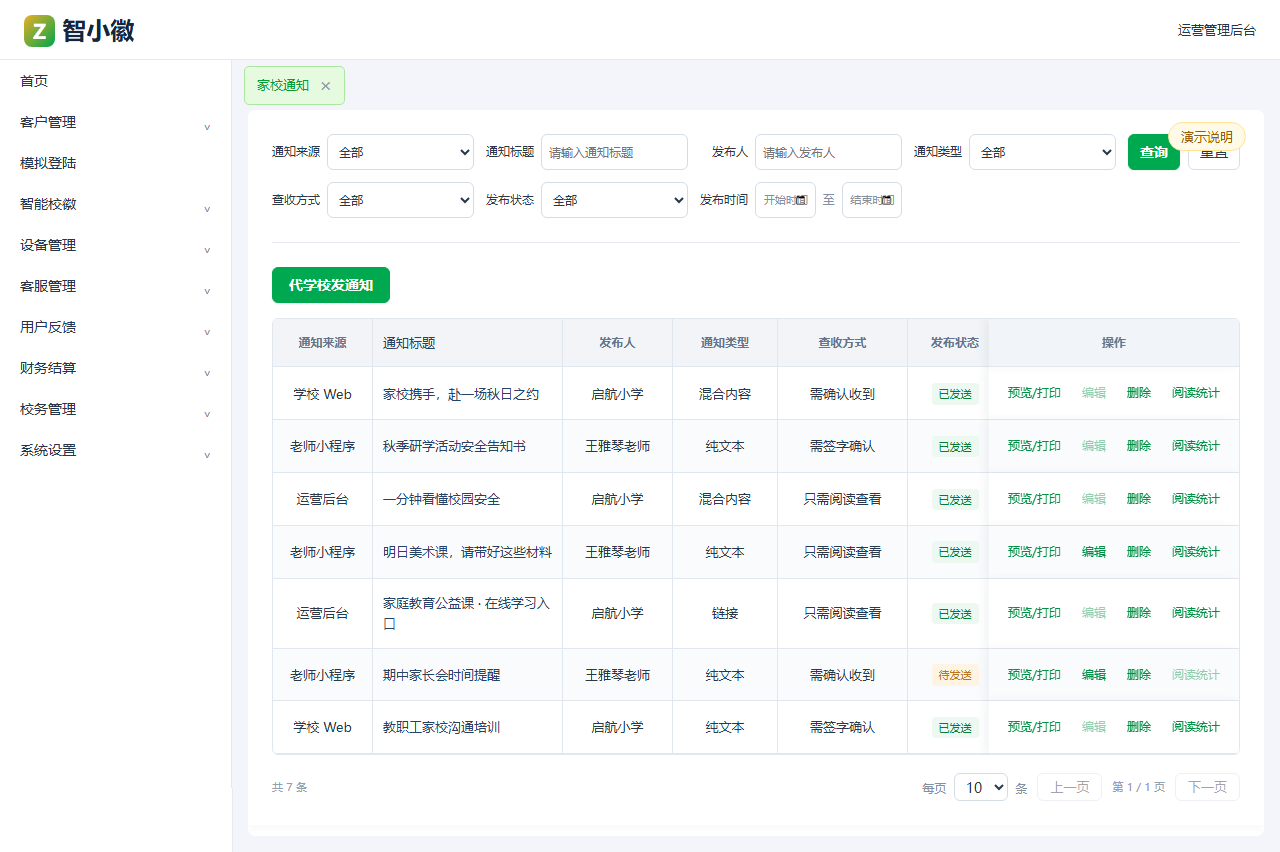 Z 智小徽
运营管理后台
首页
客户管理
模拟登陆
智能校徽
设备管理
客服管理
用户反馈
财务结算
校务管理
系统设置
家校通知 ×
演示说明
通知来源 全部 通知标题 请输入通知标题 发布人 请输入发布人 通知类型 全部 查询 重置
查收方式 全部 发布状态 全部 发布时间 开始时 至 结束时
代学校发通知
通知来源 通知标题 发布人 通知类型 查收方式 发布状态 操作
学校 Web 家校携手，赴一场秋日之约 启航小学 混合内容 需确认收到 已发送 预览/打印 编辑 删除 阅读统计
老师小程序 秋季研学活动安全告知书 王雅琴老师 纯文本 需签字确认 已发送 预览/打印 编辑 删除 阅读统计
运营后台 一分钟看懂校园安全 启航小学 混合内容 只需阅读查看 已发送 预览/打印 编辑 删除 阅读统计
老师小程序 明日美术课，请带好这些材料 王雅琴老师 纯文本 只需阅读查看 已发送 预览/打印 编辑 删除 阅读统计
运营后台 家庭教育公益课 · 在线学习入口 启航小学 链接 只需阅读查看 已发送 预览/打印 编辑 删除 阅读统计
老师小程序 期中家长会时间提醒 王雅琴老师 纯文本 需确认收到 待发送 预览/打印 编辑 删除 阅读统计
学校 Web 教职工家校沟通培训 启航小学 纯文本 需签字确认 已发送 预览/打印 编辑 删除 阅读统计
共 7 条
每页 10 条 上一页 第 1 / 1 页 下一页